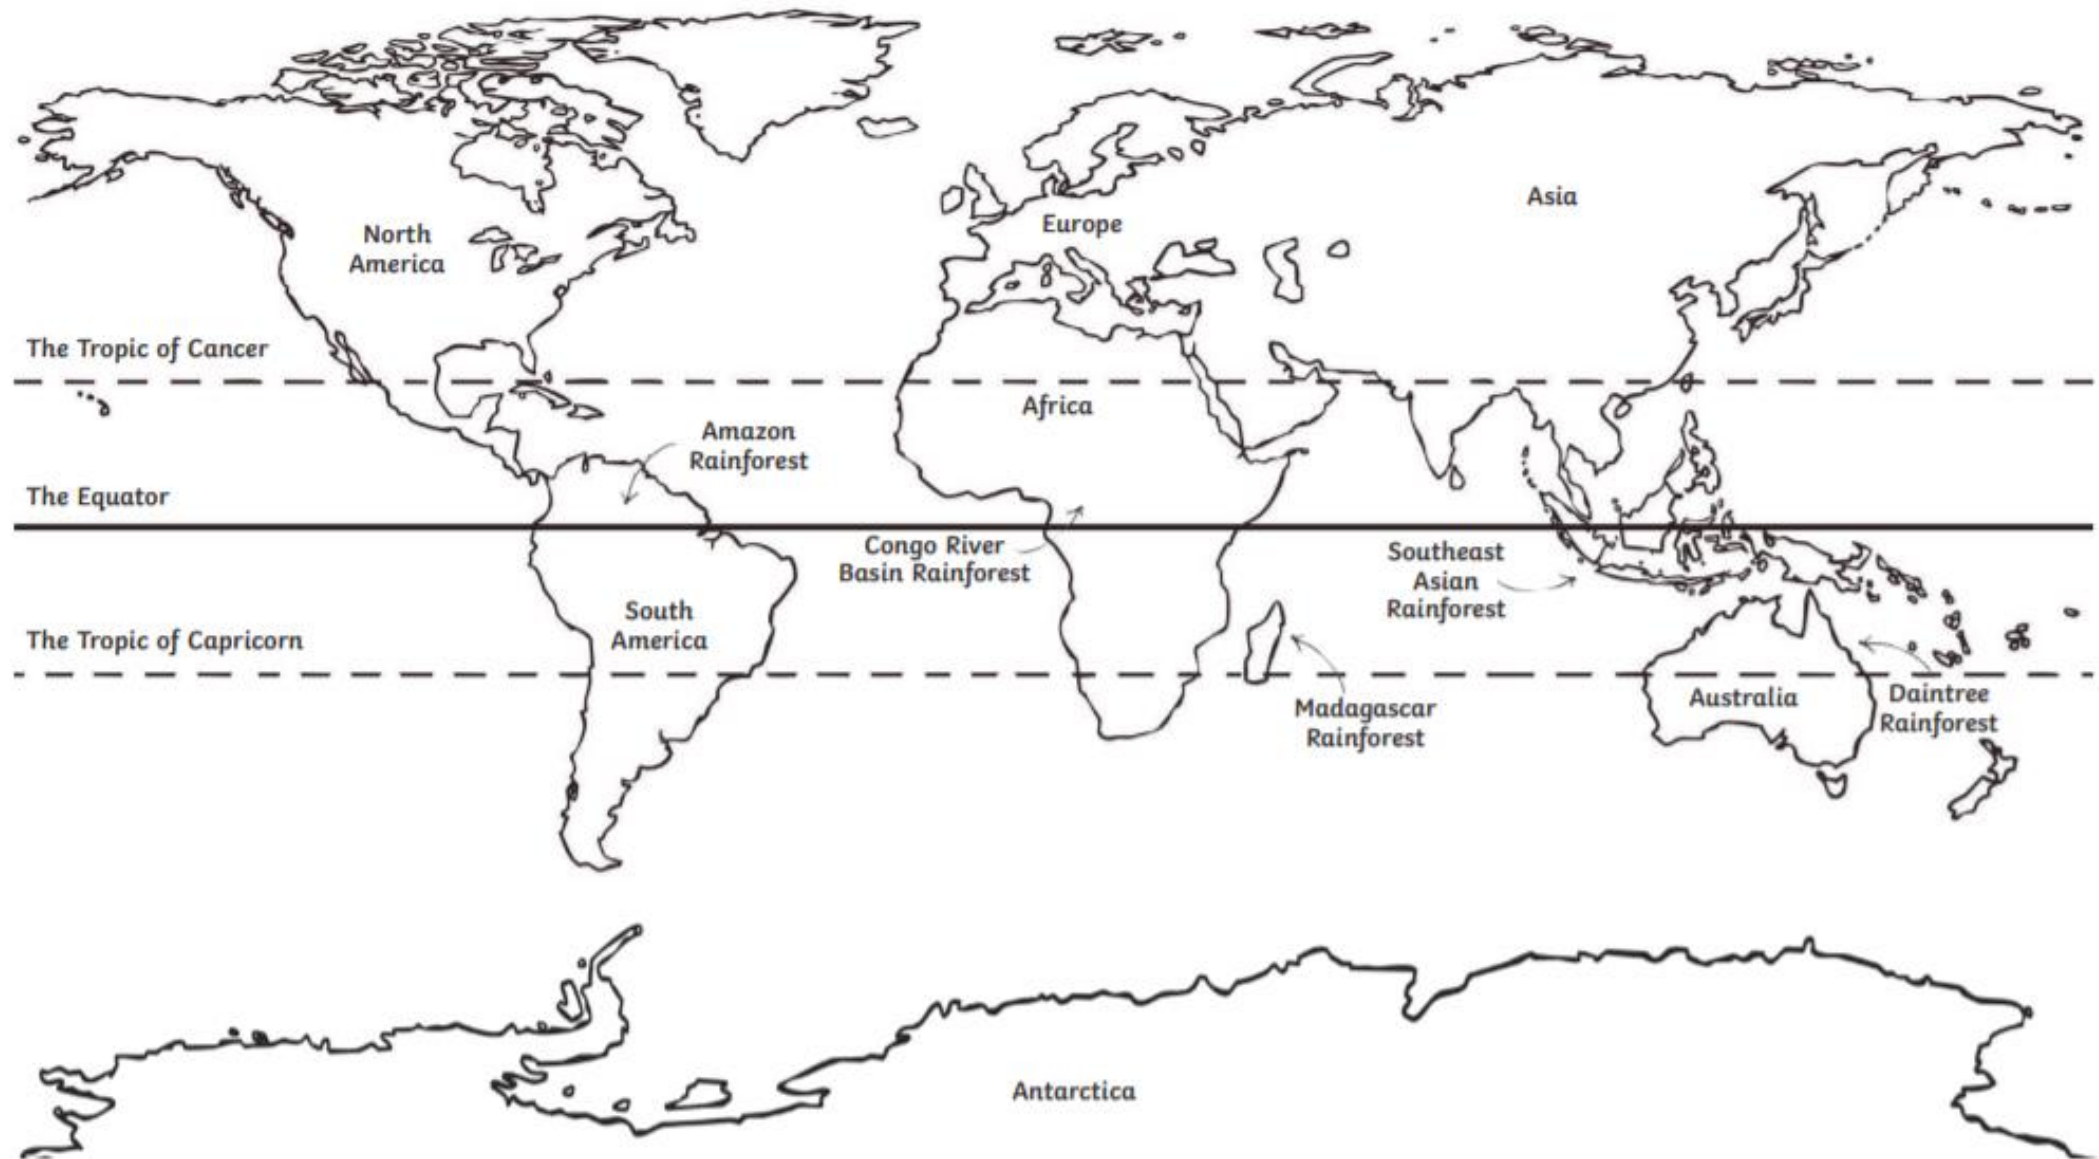 Asia
Europe
North
America
The Tropic of Cancer
Africa
Amazon
Rainforest
The Equator
Congo River
Basin Rainforest
Southeast
Asian
Rainforest
South
America
The Tropic of Capricorn
Madagascar
Rainforest
Australia
Daintree
Rainforest
Antarctica